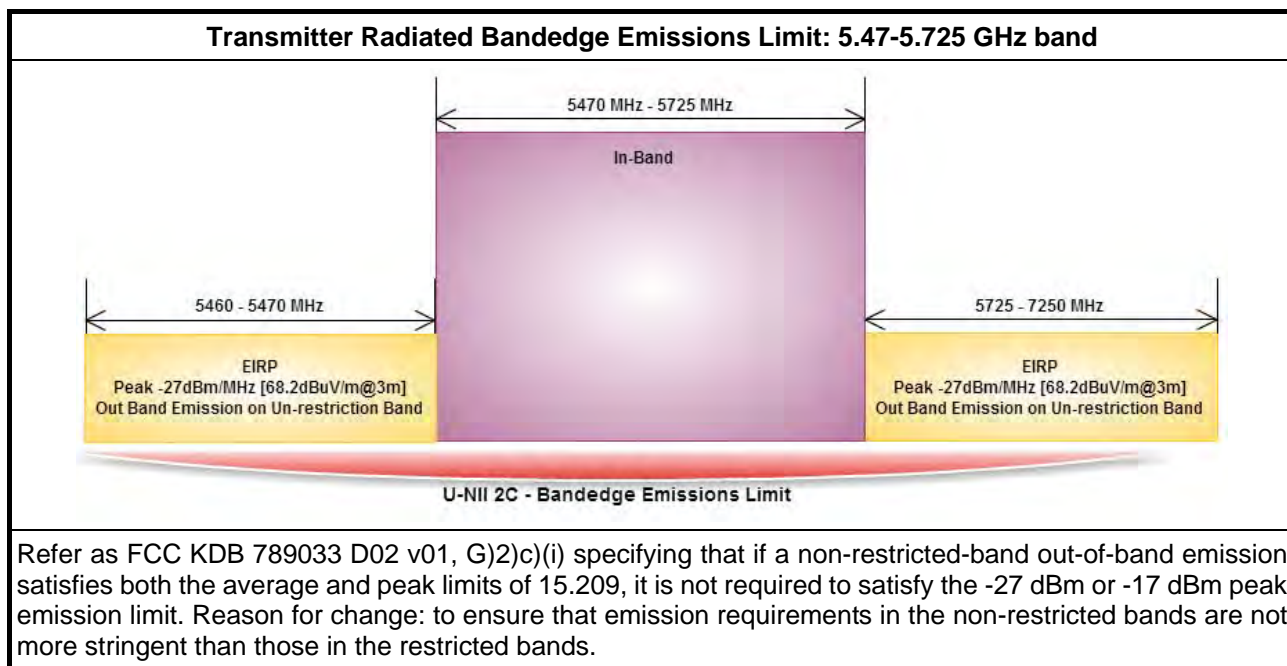 Transmitter Radiated Bandedge Emissions Limit: 5.47-5.725 GHz band
5470 MHz - 5725 MHz
In-Band
5460 - 5470 MHz
EIRP
Peak -27dBm/MHz [68.2dBuV/m@3m]
Out Band Emission on Un-restriction Band
5725 - 7250 MHz
EIRP
Peak -27dBm/MHz [68.2dBuV/m@3m]
Out Band Emission on Un-restriction Band
U-NII 2C - Bandedge Emissions Limit
Refer as FCC KDB 789033 D02 v01, G)2)c)(i) specifying that if a non-restricted-band out-of-band emission
satisfies both the average and peak limits of 15.209, it is not required to satisfy the -27 dBm or -17 dBm peak
emission limit. Reason for change: to ensure that emission requirements in the non-restricted bands are not
more stringent than those in the restricted bands.